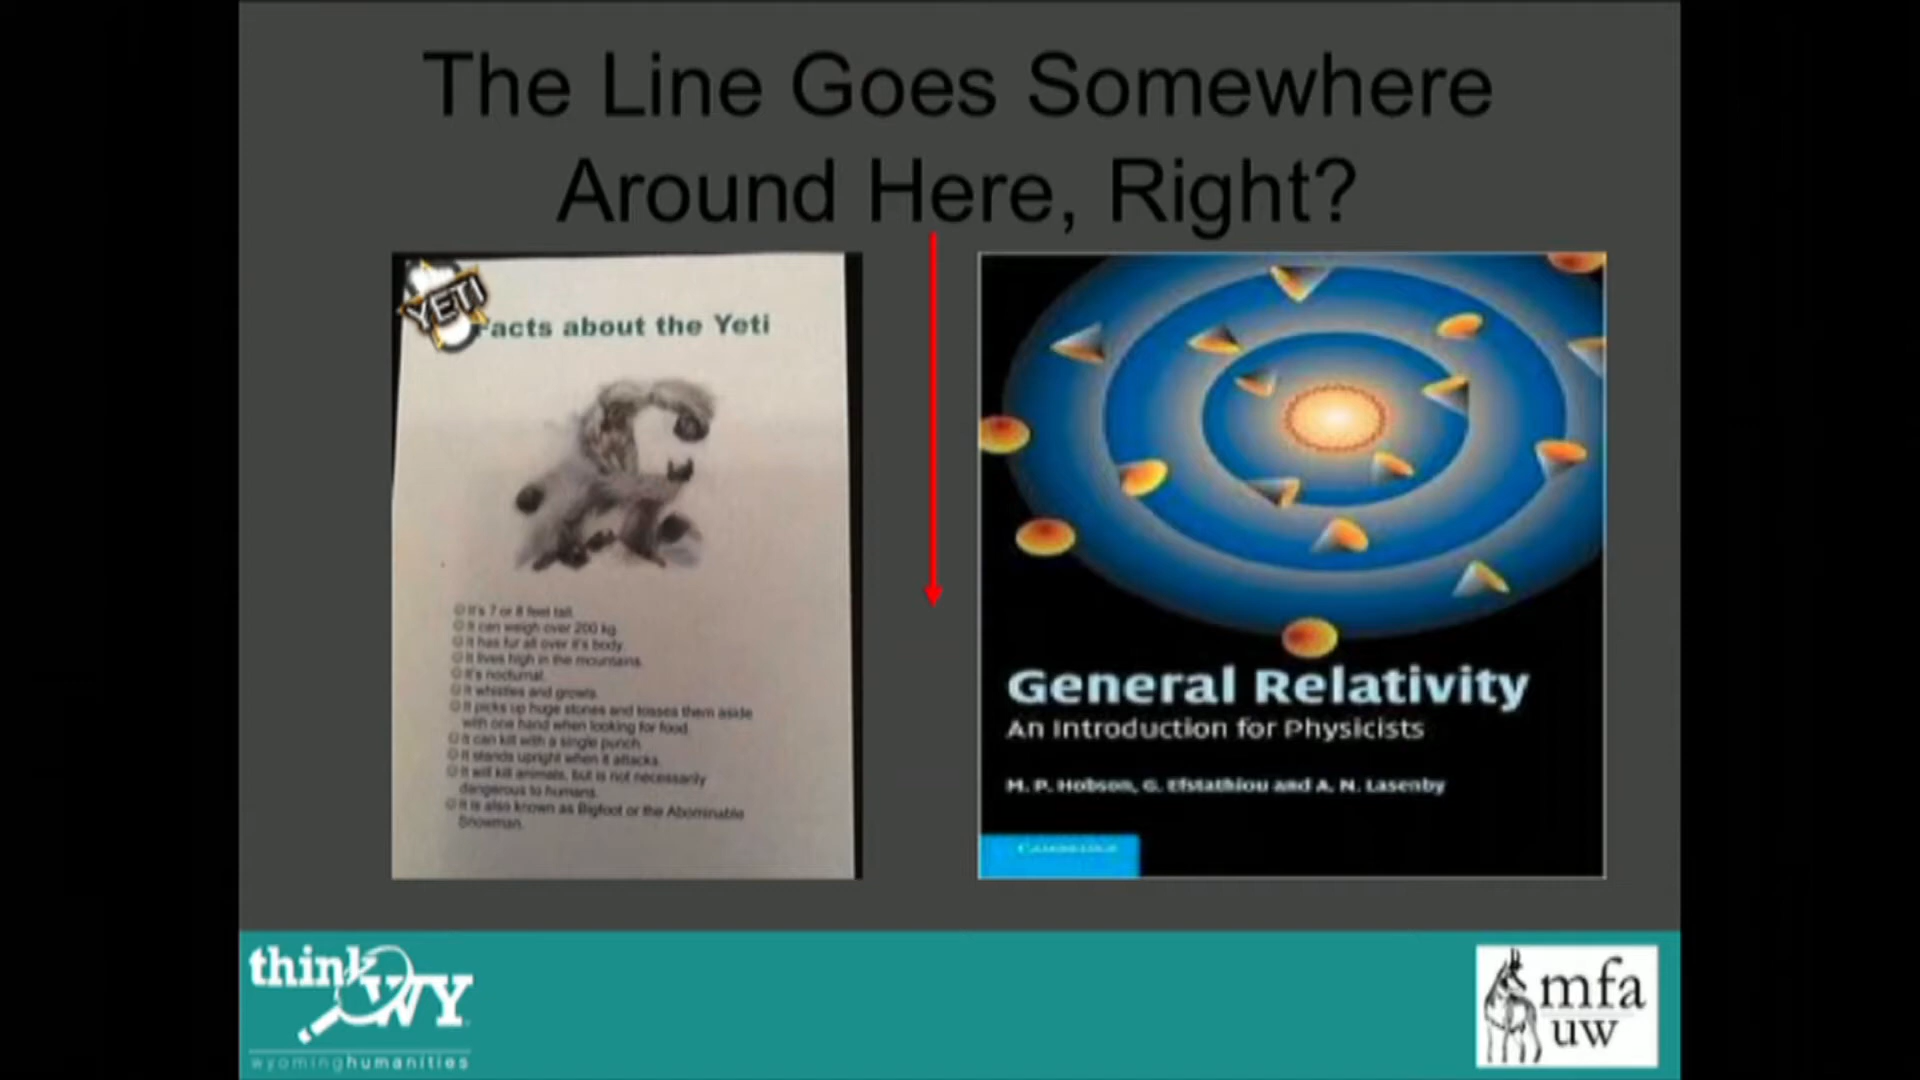 The Line Goes Somewhere
Around Here, Right?
YETI
Facts about the Yeti
It's 7 or 8 feet tall.
It can weigh over 200 kg.
It has fur all over it's body.
It lives high in the mountains.
It's nocturnal.
It whistles and growls.
It picks up huge stones and tosses them aside
with one hand when looking for food.
It can kill with a single punch.
It stands upright when it attacks.
It will kill animals, but is not necessarily
dangerous to humans.
It is also known as Bigfoot or the Abominable
Snowman.
General Relativity
An Introduction for Physicists
M. P. Hobson, G. Efstathiou and A. N. Lasenby
CAMBRIDGE
thinkWY
wyominghumanities
mfa
uw